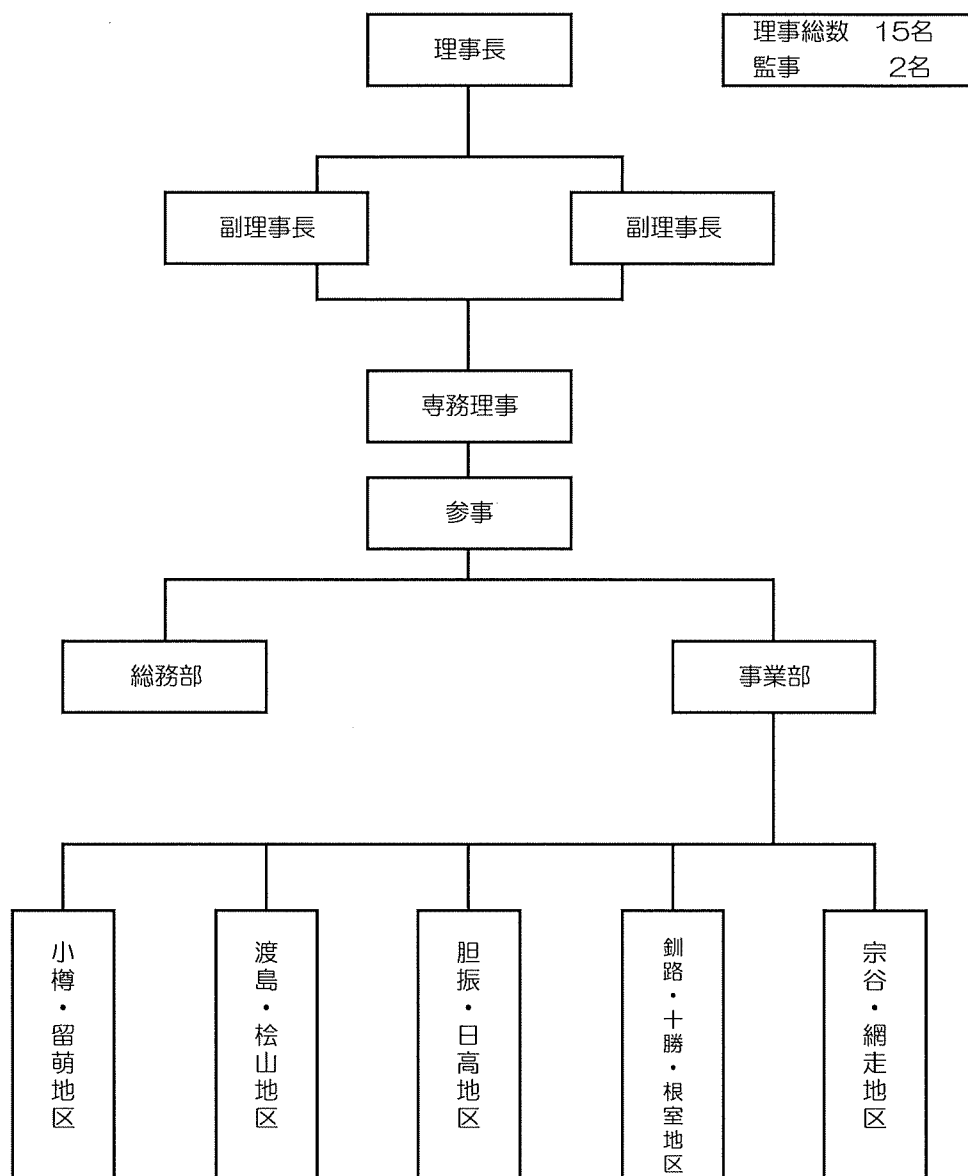 理事長
理事総数 15名
監事 2名
副理事長
副理事長
専務理事
参事
総務部
事業部
小樽・留萌地区
渡島・桧山地区
胆振・日高地区
釧路・十勝・根室地区
宗谷・網走地区